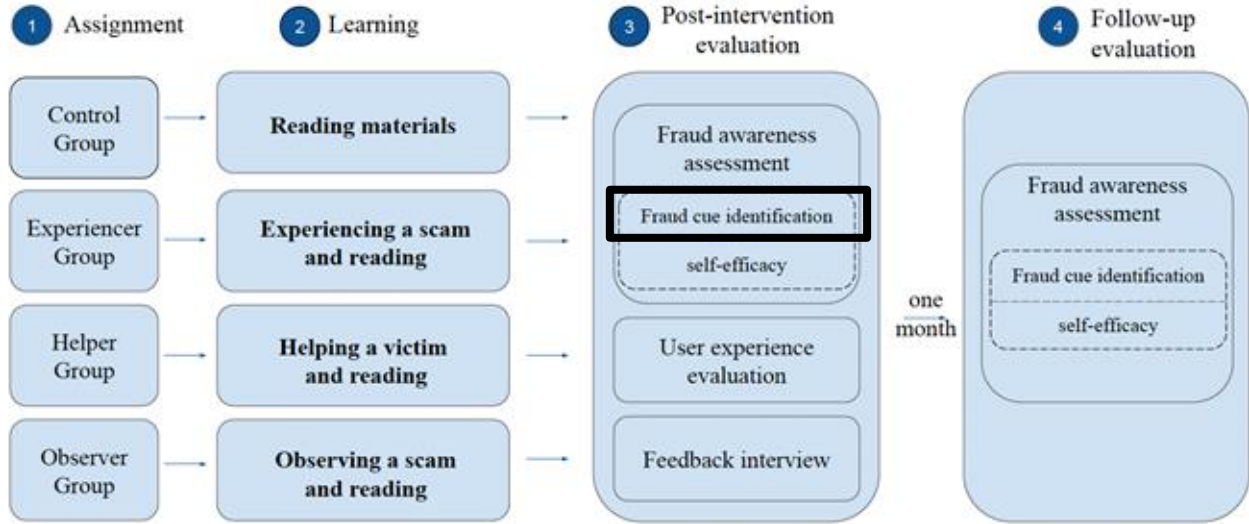 1 Assignment
2 Learning
3 Post-intervention
evaluation
4 Follow-up
evaluation
Control
Group
Reading materials
Experiencer
Group
Experiencing a scam
and reading
Helper
Group
Helping a victim
and reading
Observer
Group
Observing a scam
and reading
Fraud awareness
assessment
Fraud cue identification
self-efficacy
User experience
evaluation
Feedback interview
one
month
Fraud awareness
assessment
Fraud cue identification
self-efficacy